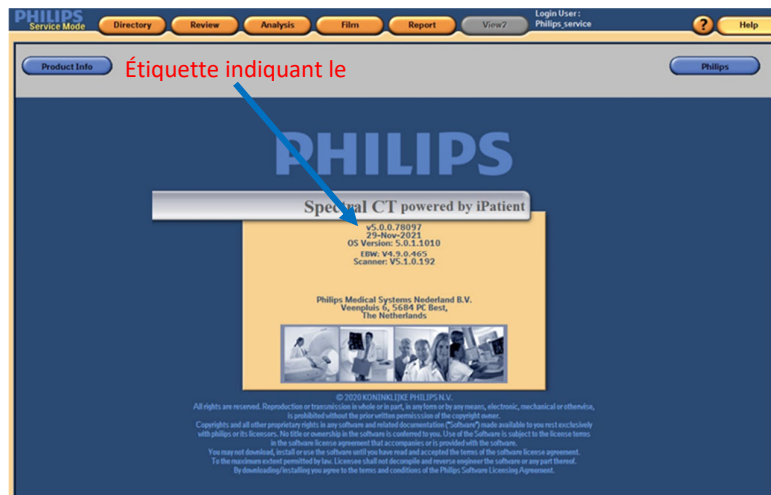 PHILIPS
Service Mode
Directory
Review
Analysis
Film
Report
View2
Login User :
Philips_service
?
Help
Product Info
Étiquette indiquant le
Philips
PHILIPS
Spectral CT powered by iPatient
v5.0.0.78097
29-Nov-2021
OS Version: 5.0.1.1010
EBW: V4.9.0.465
Scanner: V5.1.0.192
Philips Medical Systems Nederland B.V.
Veenpluis 6, 5684 PC Best,
The Netherlands
© 2020 KONINKLIJKE PHILIPS N.V.
All rights are reserved. Reproduction or transmission in whole or in part, in any form or by any means, electronic, mechanical or otherwise,
is prohibited without the prior written permission of the copyright owner.
Copyrights and all other proprietary rights in any software and related documentation ("Software") made available to you rest exclusively
with philips or its licensors. No title or ownership in the software is conferred to you. Use of the Software is subject to the license terms
in the software license agreement that accompanies or is provided with the software.
You may not download, install or use the software until you have read and accepted the terms of the software license agreement.
To the maximum extent permitted by law. Licensee shall not decompile and reverse engineer the software or any part thereof.
By downloading/installing you agree to the terms and conditions of the Philips Software Licensing Agreement.